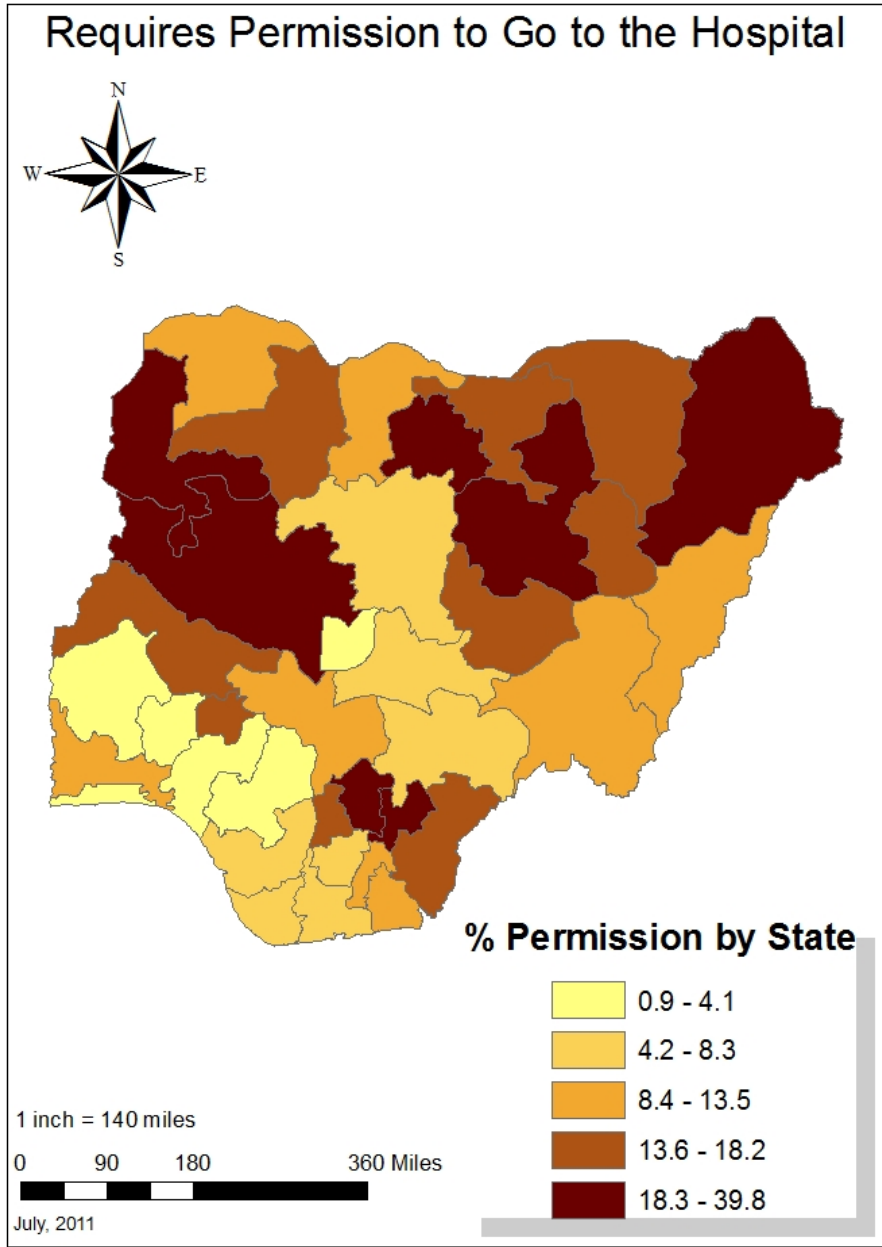 Requires Permission to Go to the Hospital
N
W E
S
% Permission by State
0.9 - 4.1
4.2 - 8.3
8.4 - 13.5
13.6 - 18.2
18.3 - 39.8
1 inch = 140 miles
0 90 180 360 Miles
July, 2011